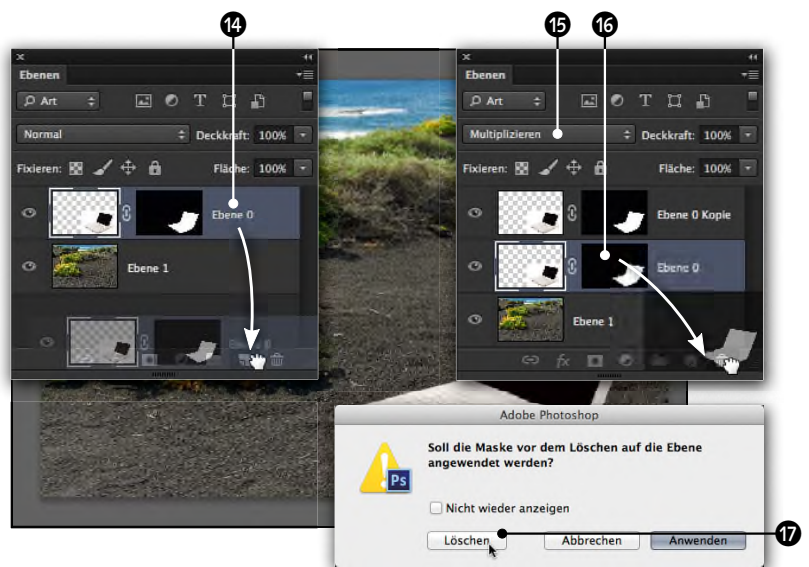 14
15 16
Ebenen
Art
Normal
Deckkraft: 100%
Fixieren:
Fläche: 100%
Ebene 0
Ebene 1
Ebenen
Art
Multiplizieren
Deckkraft: 100%
Fixieren:
Fläche: 100%
Ebene 0 Kopie
Ebene 0
Ebene 1
fx
Adobe Photoshop
Soll die Maske vor dem Löschen auf die Ebene
angewendet werden?
Ps
Nicht wieder anzeigen
Löschen Abbrechen Anwenden
17